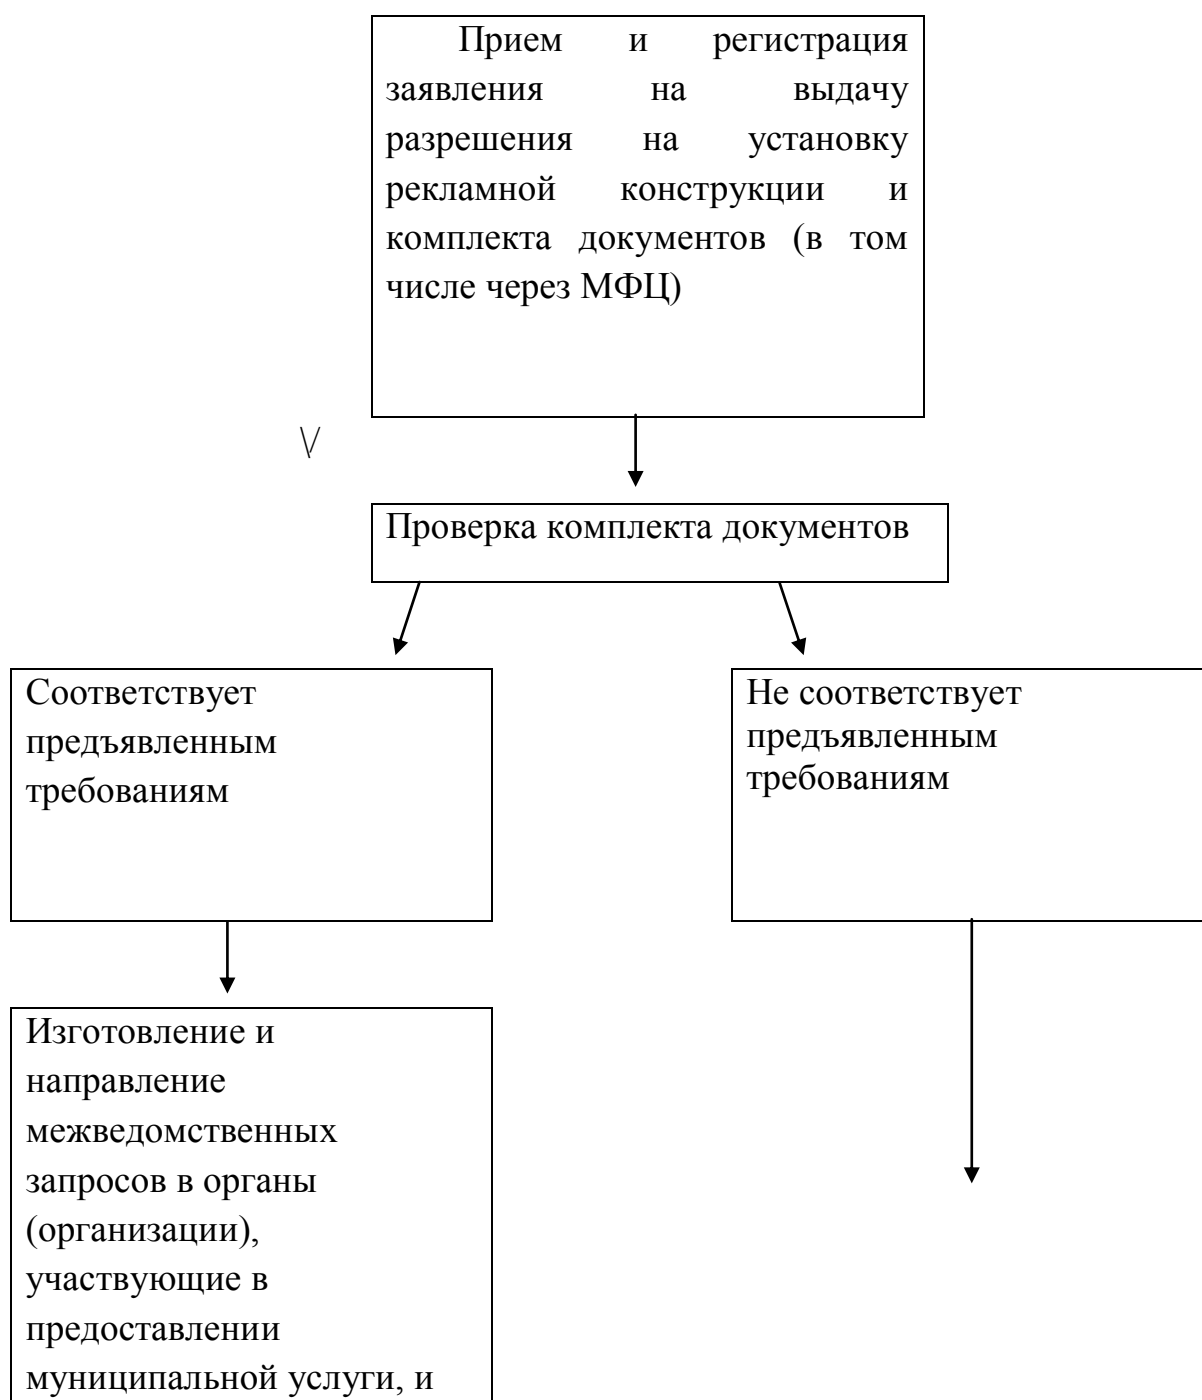 Прием и регистрация
заявления на выдачу
разрешения на установку
рекламной конструкции и
комплекта документов (в том
числе через МФЦ)
\/
Проверка комплекта документов
Соответствует
предъявленным
требованиям
Не соответствует
предъявленным
требованиям
Изготовление и
направление
межведомственных
запросов в органы
(организации),
участвующие в
предоставлении
муниципальной услуги, и